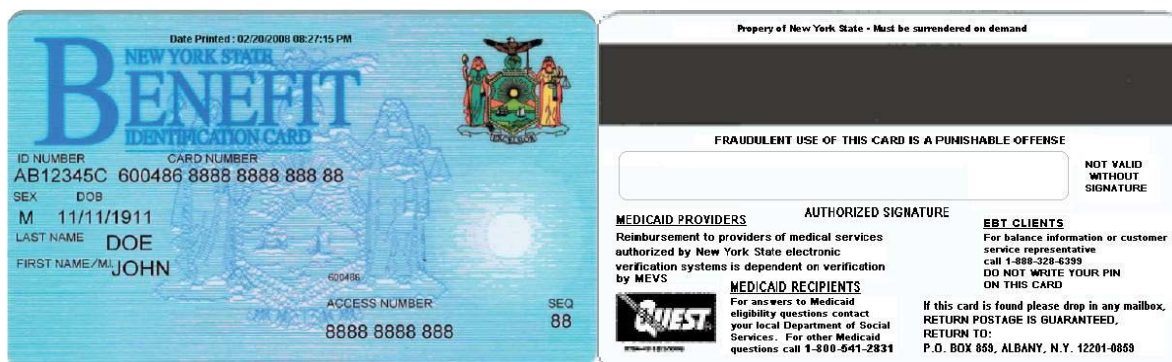 Date Printed : 02/20/2008 08:27:15 PM
NEW YORK STATE
BENEFIT
IDENTIFICATION CARD
ID NUMBER CARD NUMBER
AB12345C 600486 8888 8888 888 88
SEX DOB
M 11/11/1911
LAST NAME DOE
FIRST NAME/M.I. JOHN
600486
ACCESS NUMBER SEQ
8888 8888 888 88
Propery of New York State - Must be surrendered on demand
FRAUDULENT USE OF THIS CARD IS A PUNISHABLE OFFENSE
NOT VALID
WITHOUT
SIGNATURE
AUTHORIZED SIGNATURE
MEDICAID PROVIDERS
Reimbursement to providers of medical services
authorized by New York State electronic
verification systems is dependent on verification
by MEVS
MEDICAID RECIPIENTS
For answers to Medicaid
eligibility questions contact
your local Department of Social
Services. For other Medicaid
questions call 1-800-541-2831
QUEST
EBT CLIENTS
For balance information or customer
service representative
call 1-888-328-6399
DO NOT WRITE YOUR PIN
ON THIS CARD
If this card is found please drop in any mailbox,
RETURN POSTAGE IS GUARANTEED,
RETURN TO:
P.O. BOX 859, ALBANY, N.Y. 12201-0859